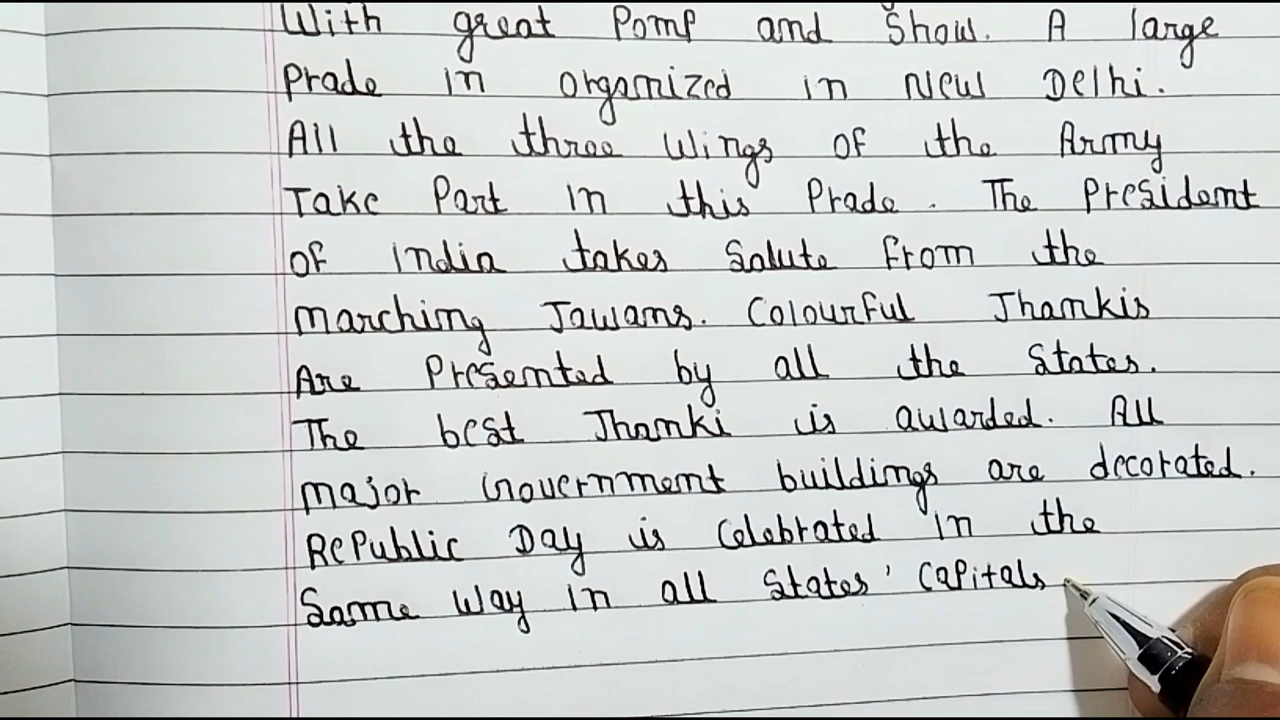 With great Pomp and Show. A large
Prade in organized in New Delhi.
All the three Wings of the Army
Take Part in this Prade. The President
of India takes Salute from the
marching Jawans. Colourful Jhankis
Are Presented by all the States.
The best Jhanki is awarded. All
major Government buildings are decorated.
Republic Day is Celebrated in the
Same Way in all States' Capitals